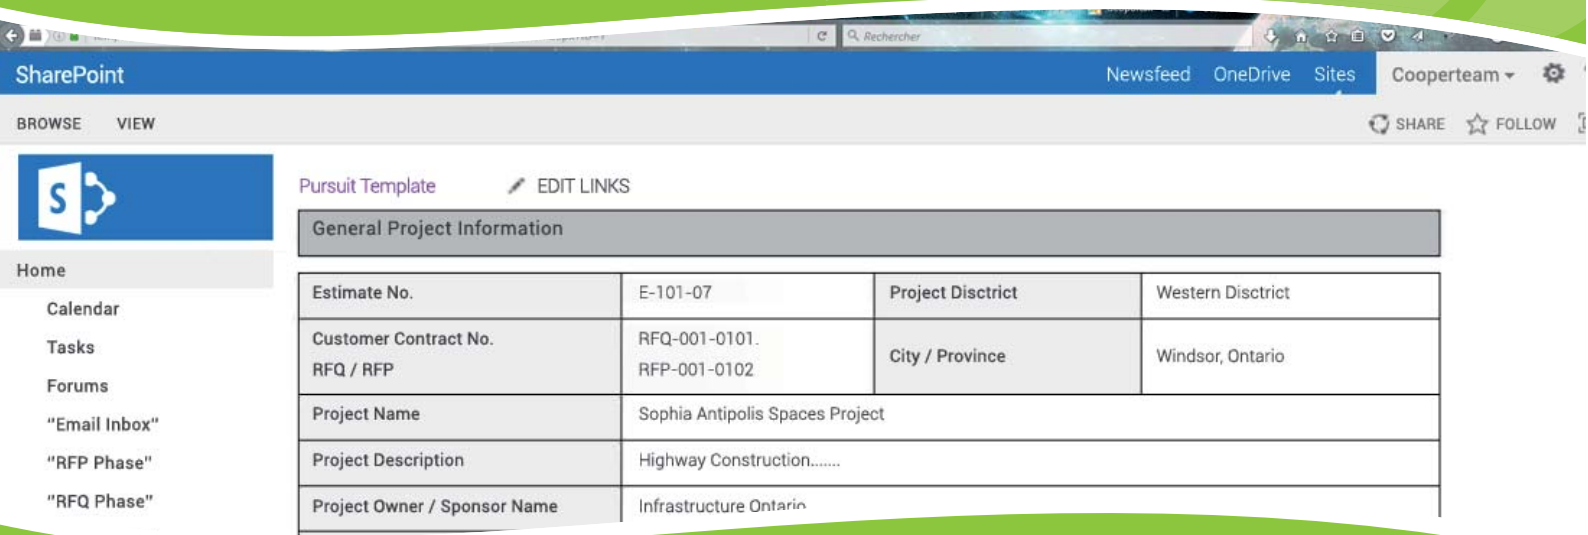 Rechercher
SharePoint
Newsfeed OneDrive Sites Cooperteam
BROWSE VIEW
SHARE FOLLOW
S
Pursuit Template EDIT LINKS
General Project Information
Home
Calendar
Tasks
Forums
"Email Inbox"
"RFP Phase"
"RFQ Phase"
Estimate No. E-101-07 Project Disctrict Western Disctrict
Customer Contract No. RFQ-001-0101.
RFQ / RFP RFP-001-0102 City / Province Windsor, Ontario
Project Name Sophia Antipolis Spaces Project
Project Description Highway Construction.......
Project Owner / Sponsor Name Infrastructure Ontario